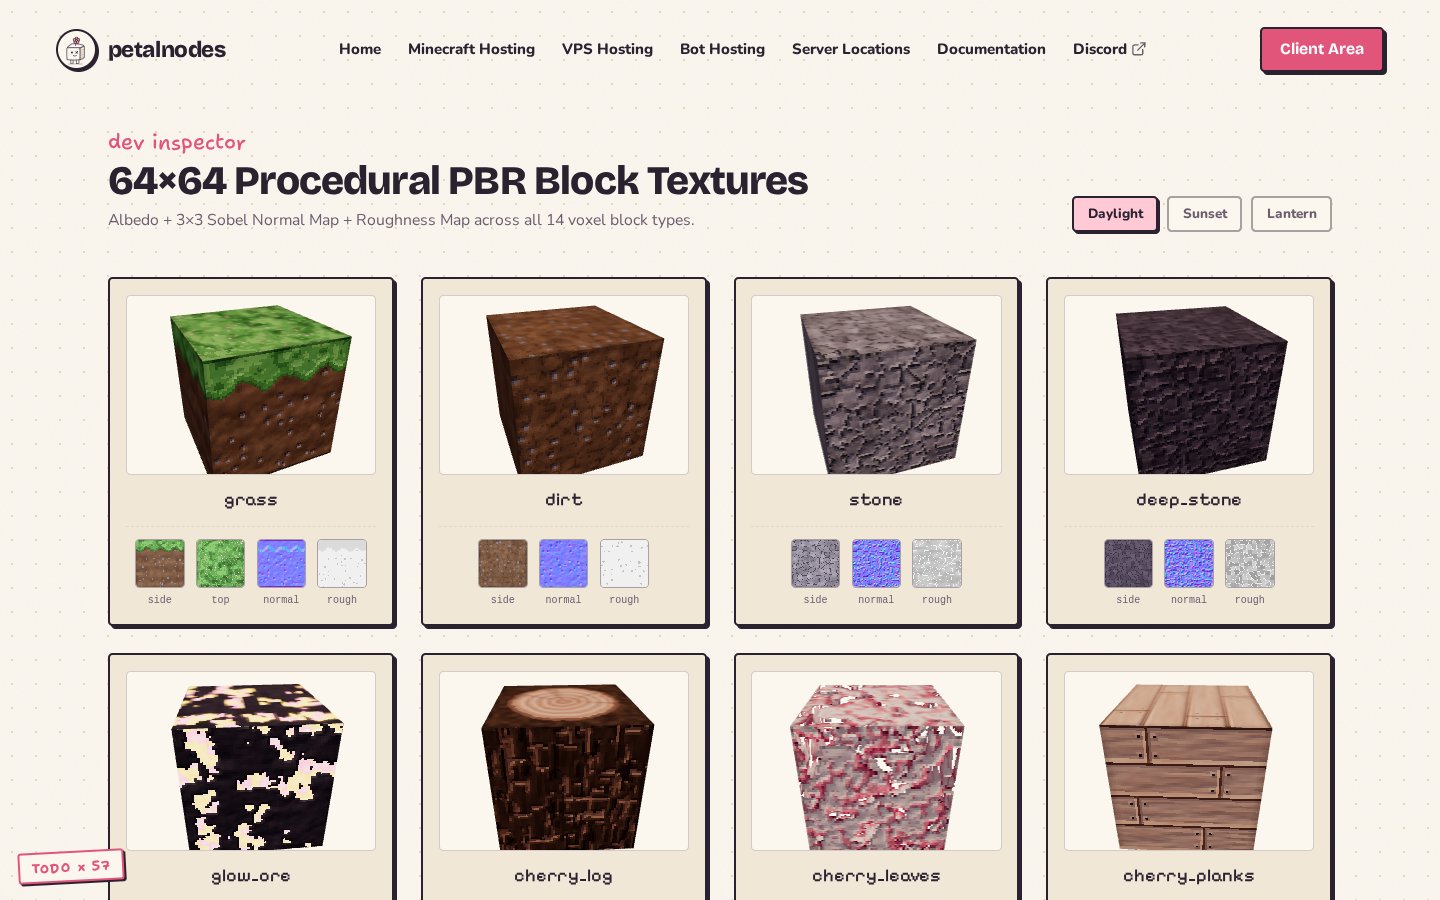 petalnodes
Home
Minecraft Hosting
VPS Hosting
Bot Hosting
Server Locations
Documentation
Discord
Client Area
dev inspector
64×64 Procedural PBR Block Textures
Albedo + 3×3 Sobel Normal Map + Roughness Map across all 14 voxel block types.
Daylight
Sunset
Lantern
grass
dirt
stone
deep_stone
side
top
normal
rough
side
normal
rough
side
normal
rough
side
normal
rough
TODO x 57
glow_ore
cherry_log
cherry_leaves
cherry_planks